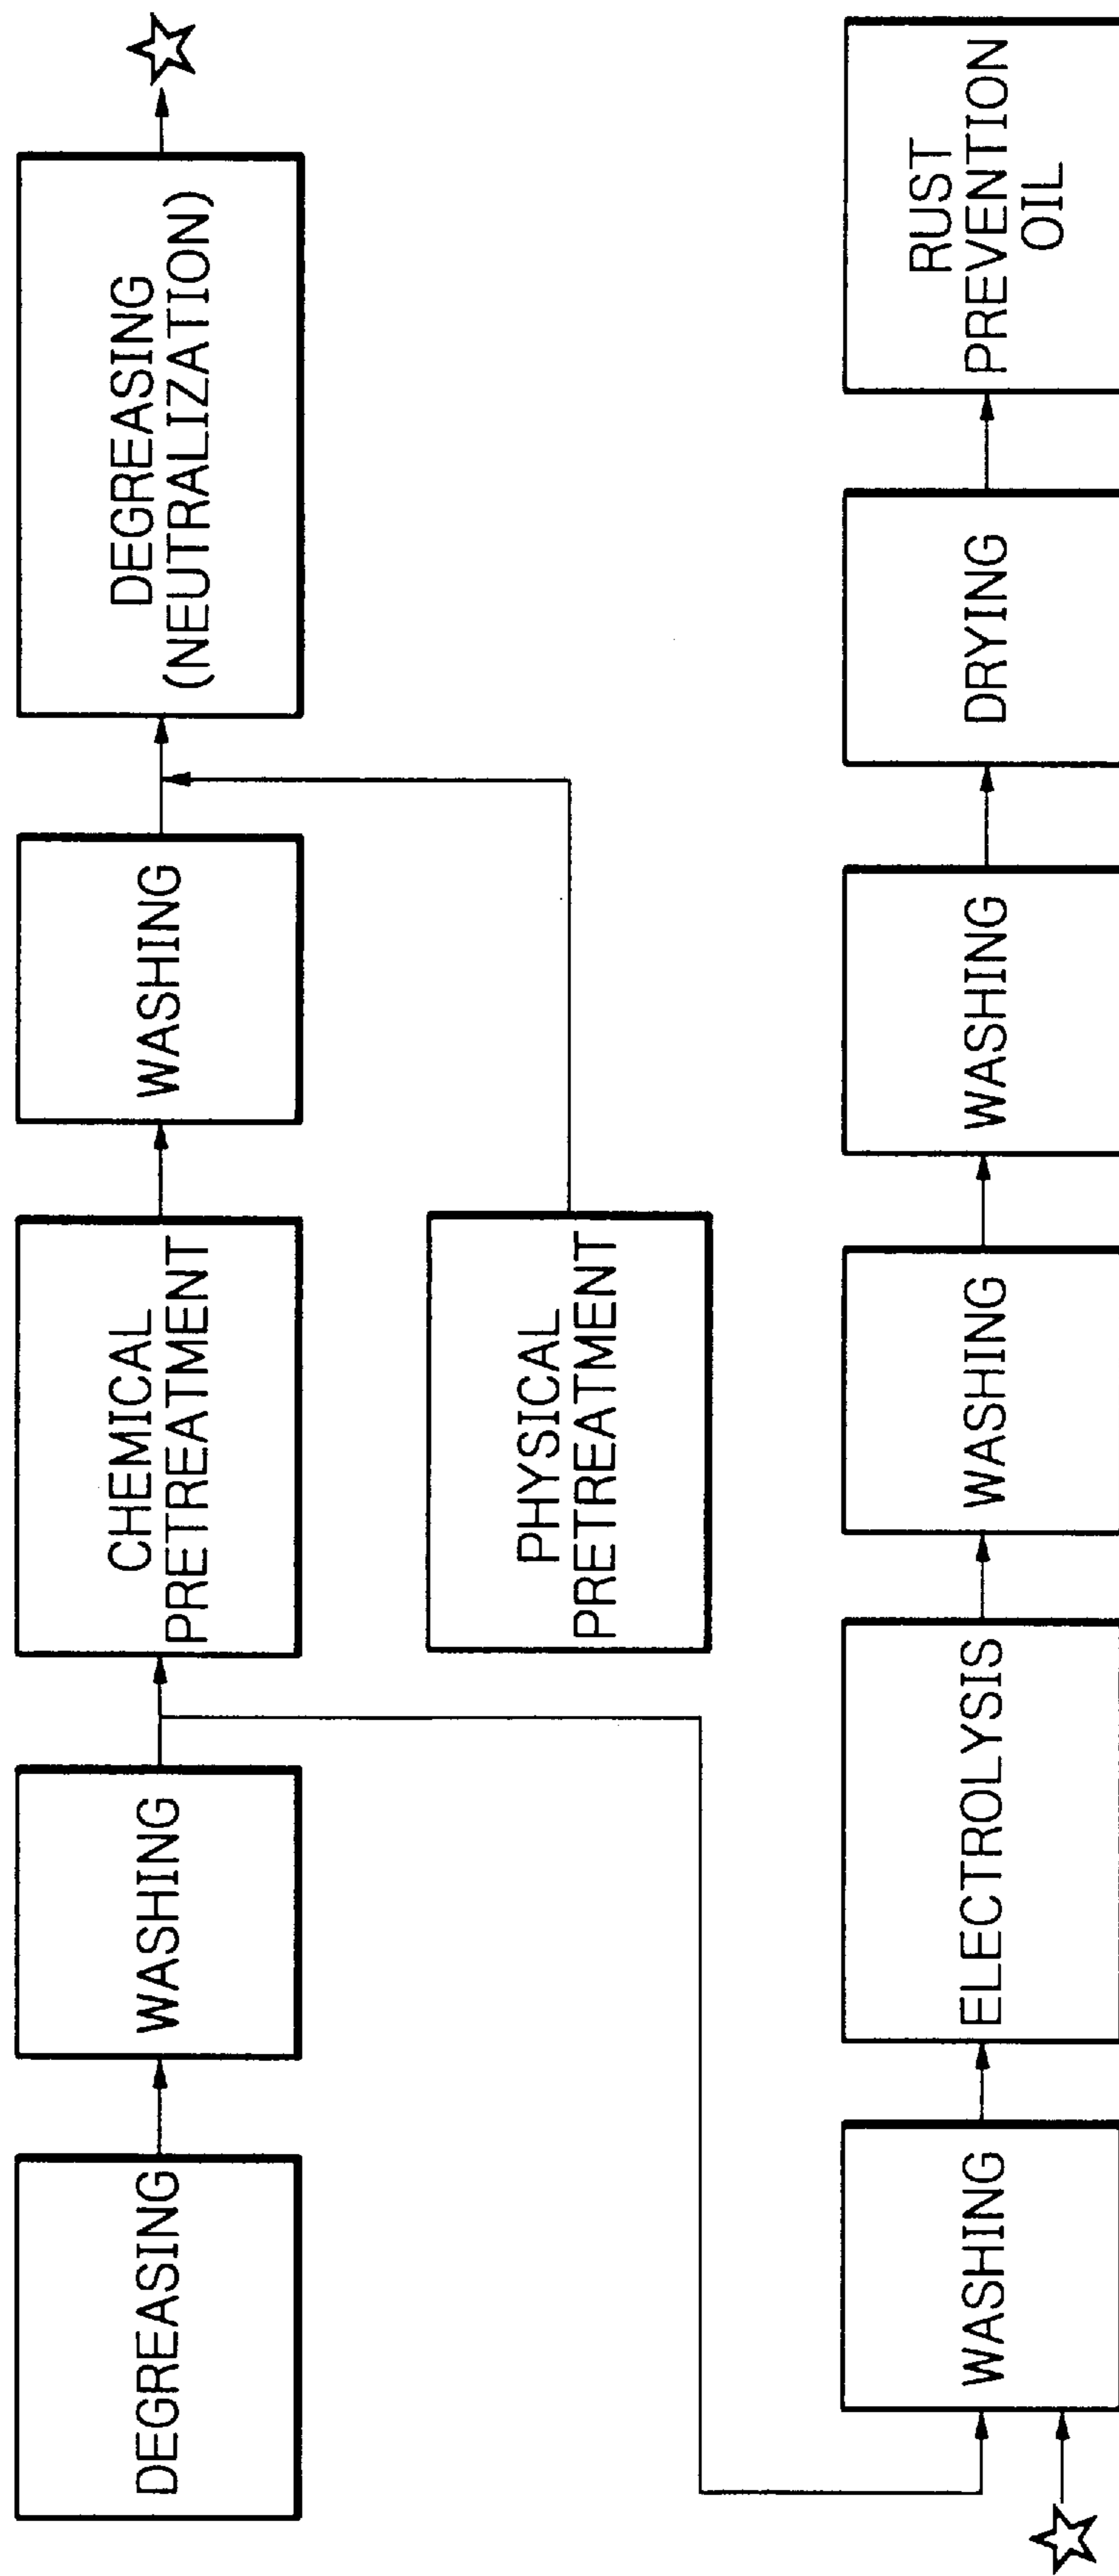 DEGREASING
WASHING
CHEMICAL
PRETREATMENT
WASHING
DEGREASING
(NEUTRALIZATION)
PHYSICAL
PRETREATMENT
WASHING
ELECTROLYSIS
WASHING
WASHING
DRYING
RUST
PREVENTION
OIL